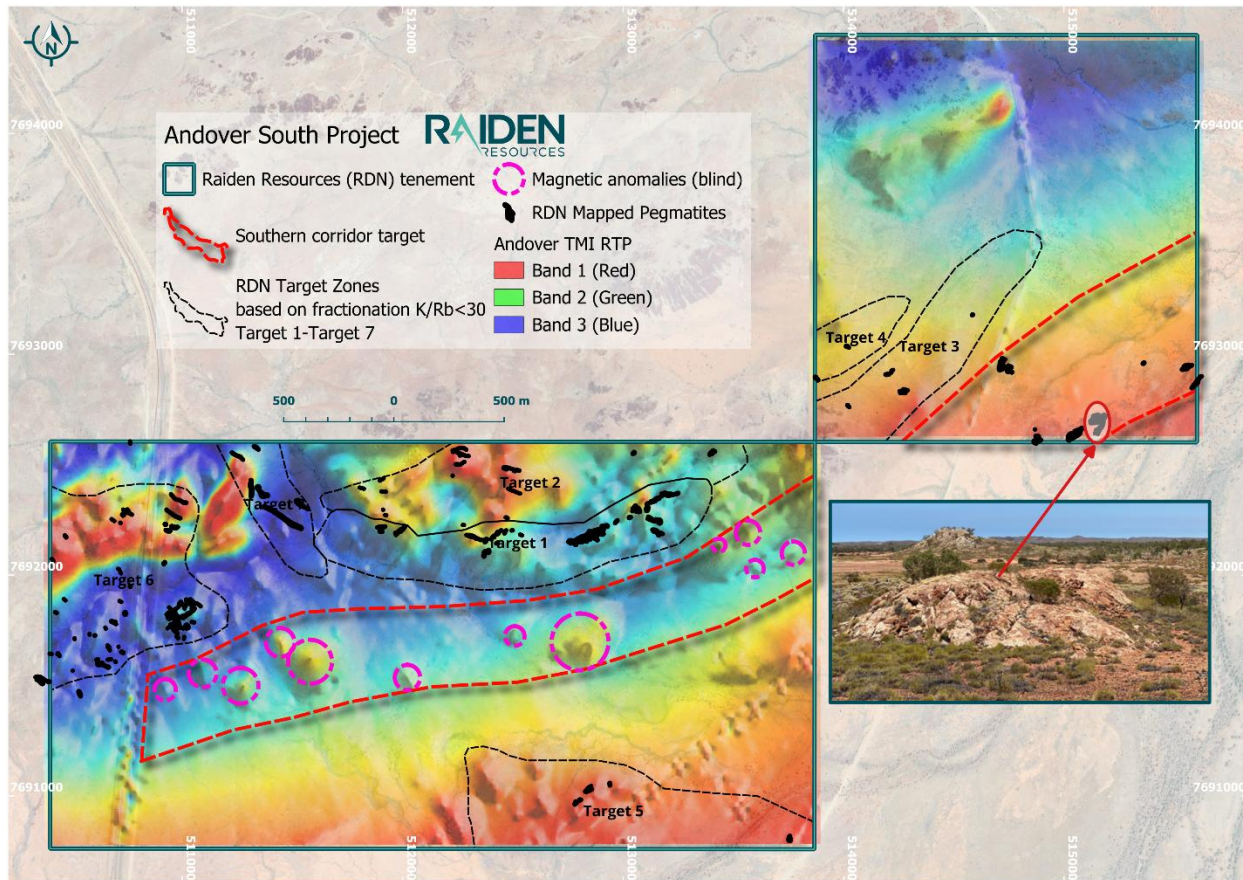 N
511000
512000
513000
514000
515000
7694000
7694000
Andover South Project
RAIDEN
RESOURCES
Raiden Resources (RDN) tenement
Magnetic anomalies (blind)
Southern corridor target
RDN Mapped Pegmatites
Andover TMI RTP
RDN Target Zones
based on fractionation K/Rb<30
Target 1-Target 7
Band 1 (Red)
Band 2 (Green)
Band 3 (Blue)
7693000
7693000
Target 4
Target 3
500
0
500 m
Target 2
Target
Target 1
7692000
Target 6
7691000
7691000
Target 5
511000
512000
513000
514000
515000